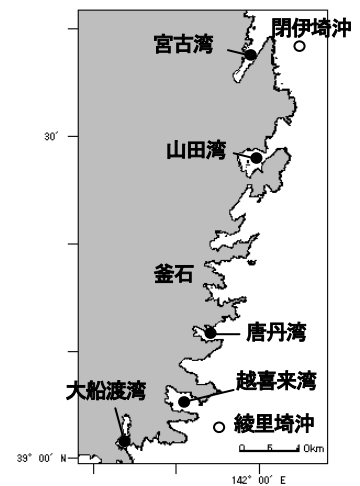 閉伊埼沖
宮古湾
30′
山田湾
釜石
唐丹湾
越喜来湾
大船渡湾
綾里埼沖
0 5 10km
39° 00′ N
142° 00′ E